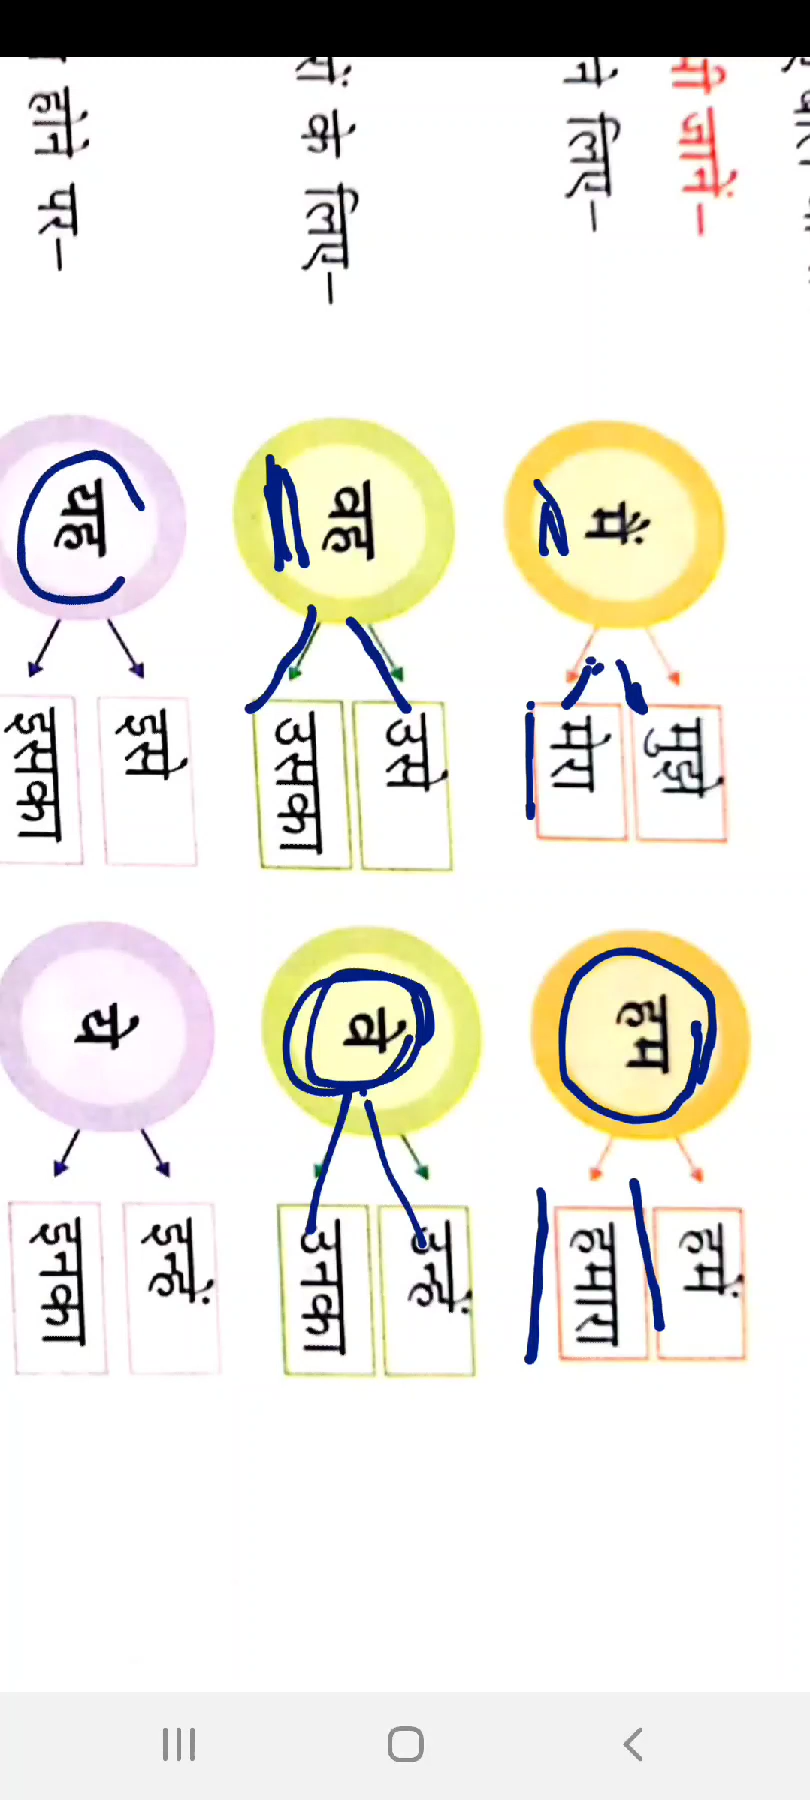 भी जानें–
ने लिए–
मैं
हम
मुझे
मेरा
हमें
हमारा
के लिए–
वह
वे
उसे
उसका
उन्हें
उनका
होने पर–
यह
ये
इसे
इसका
इन्हें
इनका